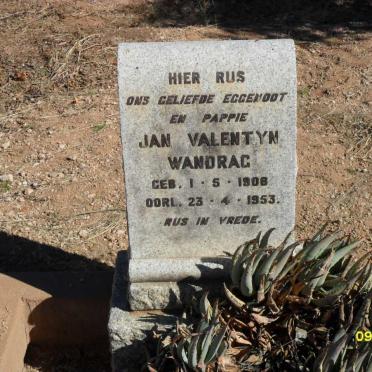 HIER RUS
ONS GELIEFDE EGGENOOT
EN PAPPIE
JAN VALENTYN
WANDRAG
GEB. 1 - 5 - 1908
OORL. 23 - 4 - 1953.
RUS IN VREDE.
09